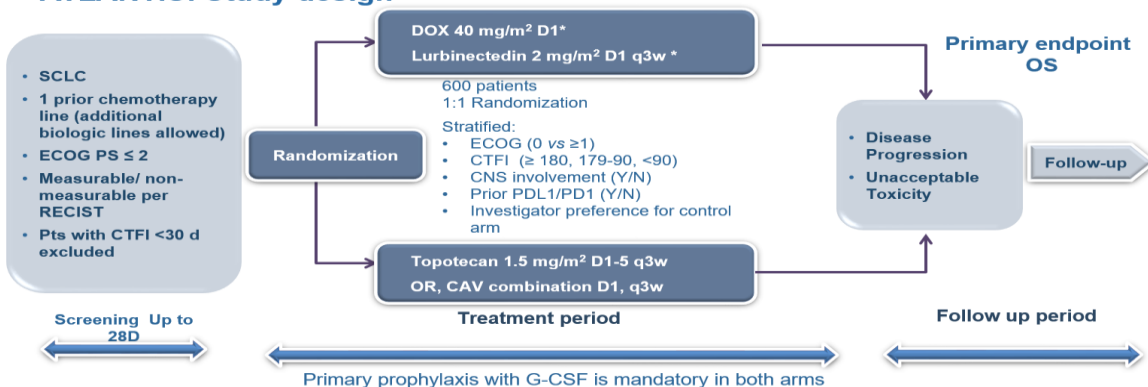 DOX 40 mg/m² D1*
Lurbinectedin 2 mg/m² D1 q3w *
Primary endpoint
OS
• SCLC
• 1 prior chemotherapy
line (additional
biologic lines allowed)
• ECOG PS ≤ 2
• Measurable/ non-
measurable per
RECIST
• Pts with CTFI <30 d
excluded
Randomization
600 patients
1:1 Randomization
Stratified:
• ECOG (0 vs ≥1)
• CTFI (≥ 180, 179-90, <90)
• CNS involvement (Y/N)
• Prior PDL1/PD1 (Y/N)
• Investigator preference for control
arm
• Disease
Progression
• Unacceptable
Toxicity
Follow-up
Topotecan 1.5 mg/m² D1-5 q3w
OR, CAV combination D1, q3w
Screening Up to
28D
Treatment period
Follow up period
Primary prophylaxis with G-CSF is mandatory in both arms